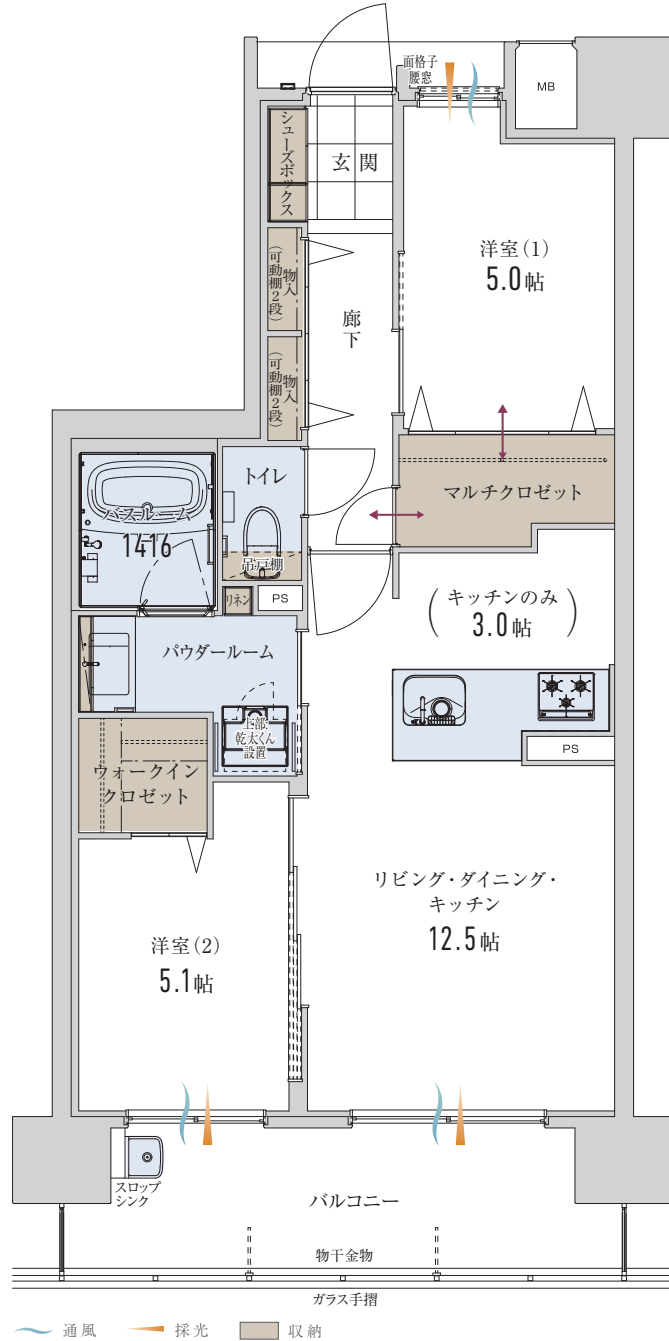 面格子
腰窓
MB
シューズボックス
玄関
洋室(1)
5.0帖
物入
(可動棚2段)
廊下
物入
(可動棚2段)
トイレ
マルチクロゼット
バスルーム
1416
吊戸棚
リネン
PS
(キッチンのみ)
3.0帖
パウダールーム
上部:
乾太くん
設置
PS
ウォークイン
クロゼット
リビング・ダイニング・
キッチン
12.5帖
洋室(2)
5.1帖
スロップ
シンク
バルコニー
物干金物
ガラス手摺
通風 採光 収納